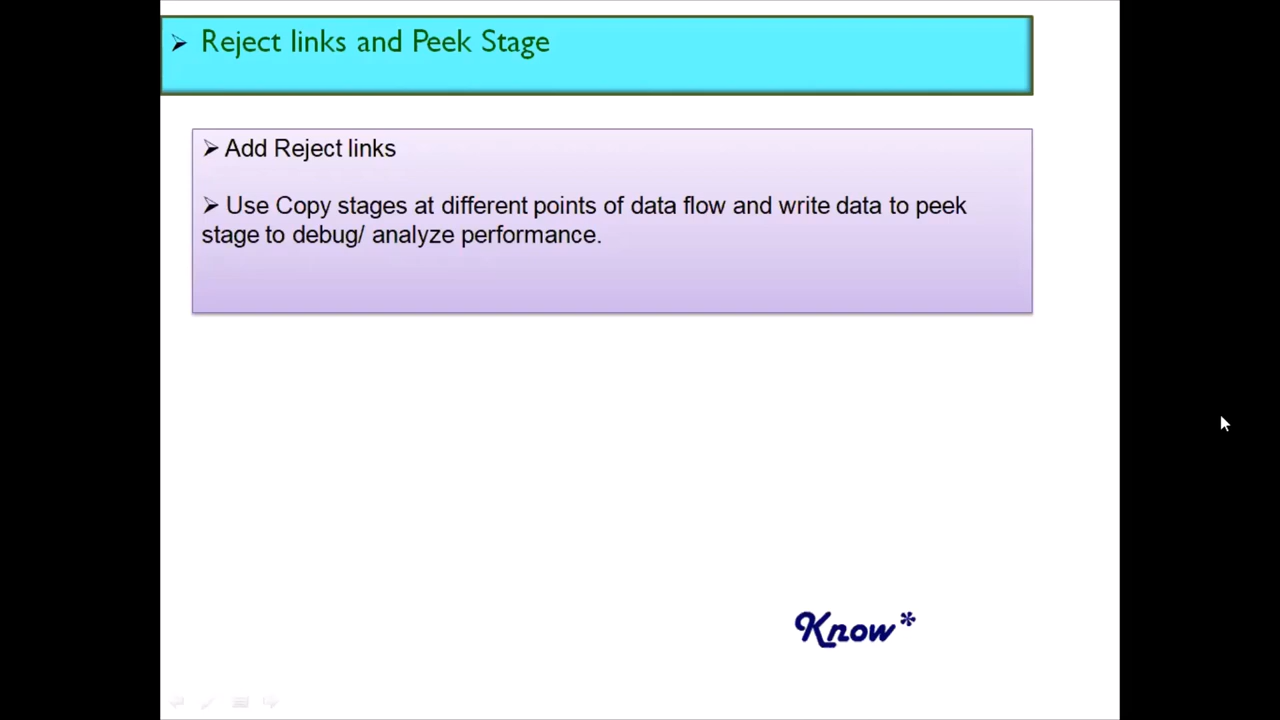 ➢ Reject links and Peek Stage
➢ Add Reject links
➢ Use Copy stages at different points of data flow and write data to peek
stage to debug/ analyze performance.
Know*